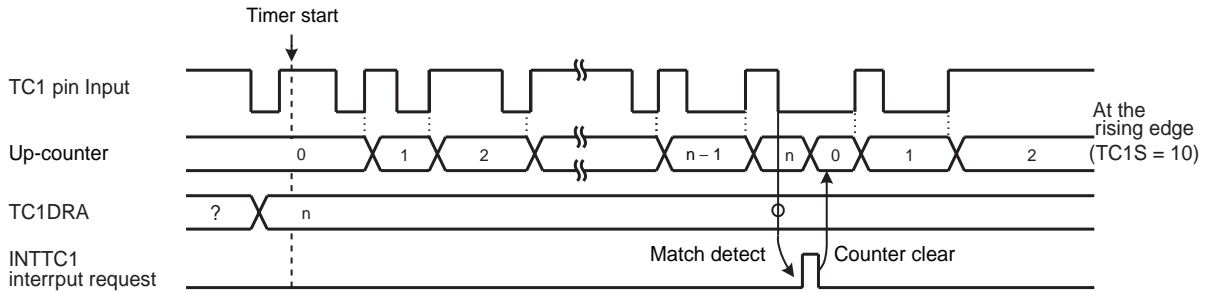 Timer start
TC1 pin Input
At the
rising edge
(TC1S = 10)
Up-counter
0
1
2
n – 1
n
0
1
2
TC1DRA
?
n
Match detect
Counter clear
INTTC1
interrput request